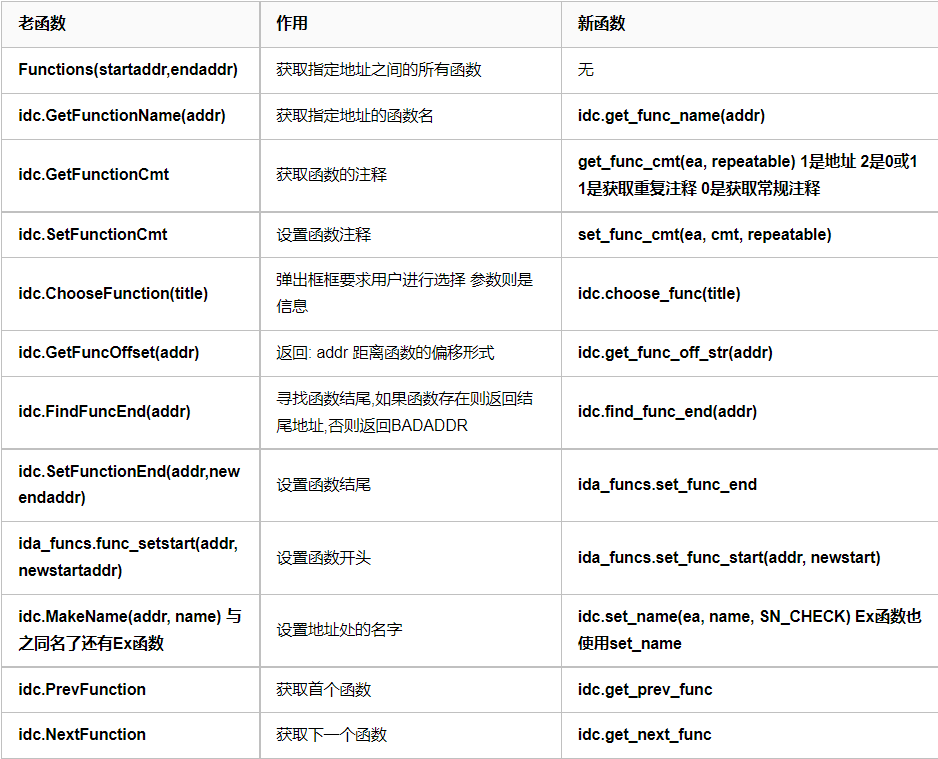 老函数 作用 新函数
Functions(startaddr,endaddr) 获取指定地址之间的所有函数 无
idc.GetFunctionName(addr) 获取指定地址的函数名 idc.get_func_name(addr)
idc.GetFunctionCmt 获取函数的注释 get_func_cmt(ea, repeatable) 1是地址 2是0或1
1是获取重复注释 0是获取常规注释
idc.SetFunctionCmt 设置函数注释 set_func_cmt(ea, cmt, repeatable)
idc.ChooseFunction(title) 弹出框框要求用户进行选择 参数则是
信息 idc.choose_func(title)
idc.GetFuncOffset(addr) 返回: addr 距离函数的偏移形式 idc.get_func_off_str(addr)
idc.FindFuncEnd(addr) 寻找函数结尾,如果函数存在则返回结
尾地址,否则返回BADADDR idc.find_func_end(addr)
idc.SetFunctionEnd(addr,new
endaddr) 设置函数结尾 ida_funcs.set_func_end
ida_funcs.func_setstart(addr,
newstartaddr) 设置函数开头 ida_funcs.set_func_start(addr, newstart)
idc.MakeName(addr, name) 与
之同名了还有Ex函数 设置地址处的名字 idc.set_name(ea, name, SN_CHECK) Ex函数也
使用set_name
idc.PrevFunction 获取首个函数 idc.get_prev_func
idc.NextFunction 获取下一个函数 idc.get_next_func